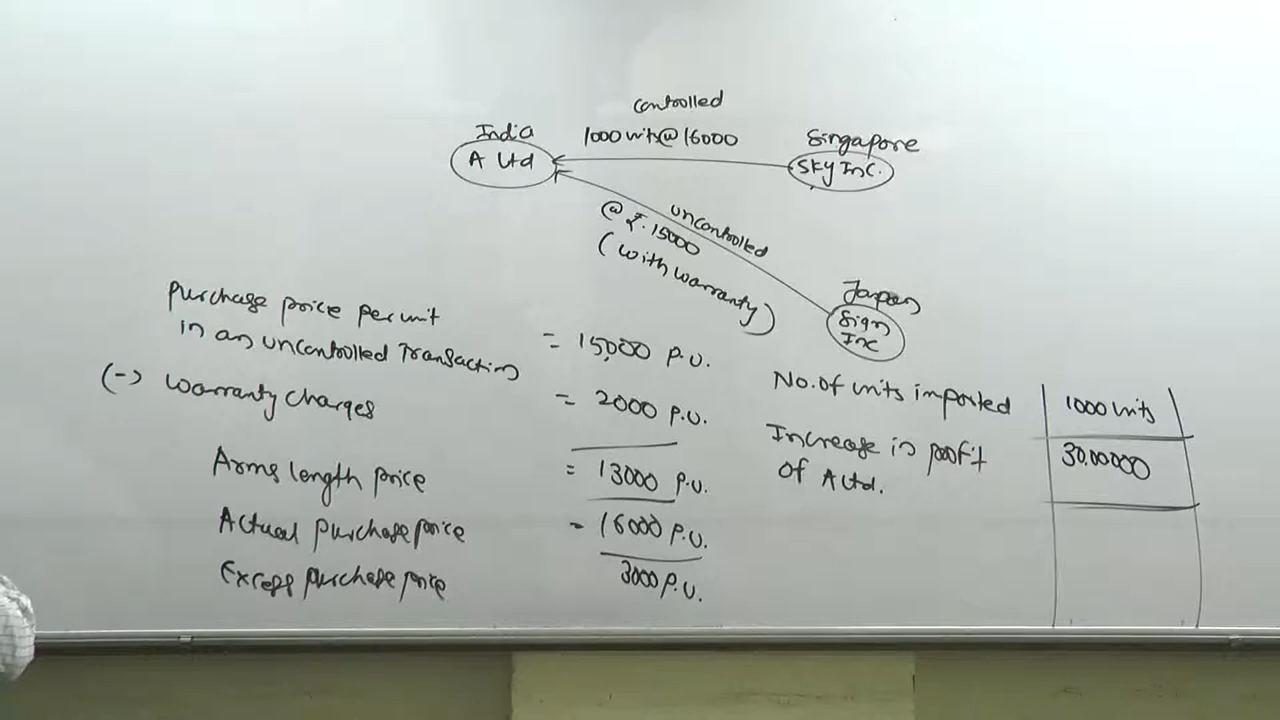 controlled
India
1000 units@ 16000
Singapore
A Ltd
Sky Inc.
uncontrolled
@ ₹.15000
(with warranty)
Japan
Sign
Inc
Purchase price per unit
in an uncontrolled Transaction = 15,000 P.U.
(-) Warranty charges = 2000 P.U.
Arms length price = 13000 P.U.
Actual purchase price = 16000 P.U.
Excess purchase price 3000 P.U.
No. of units imported 1000 units
Increase in profit 30,00000
of A Ltd.